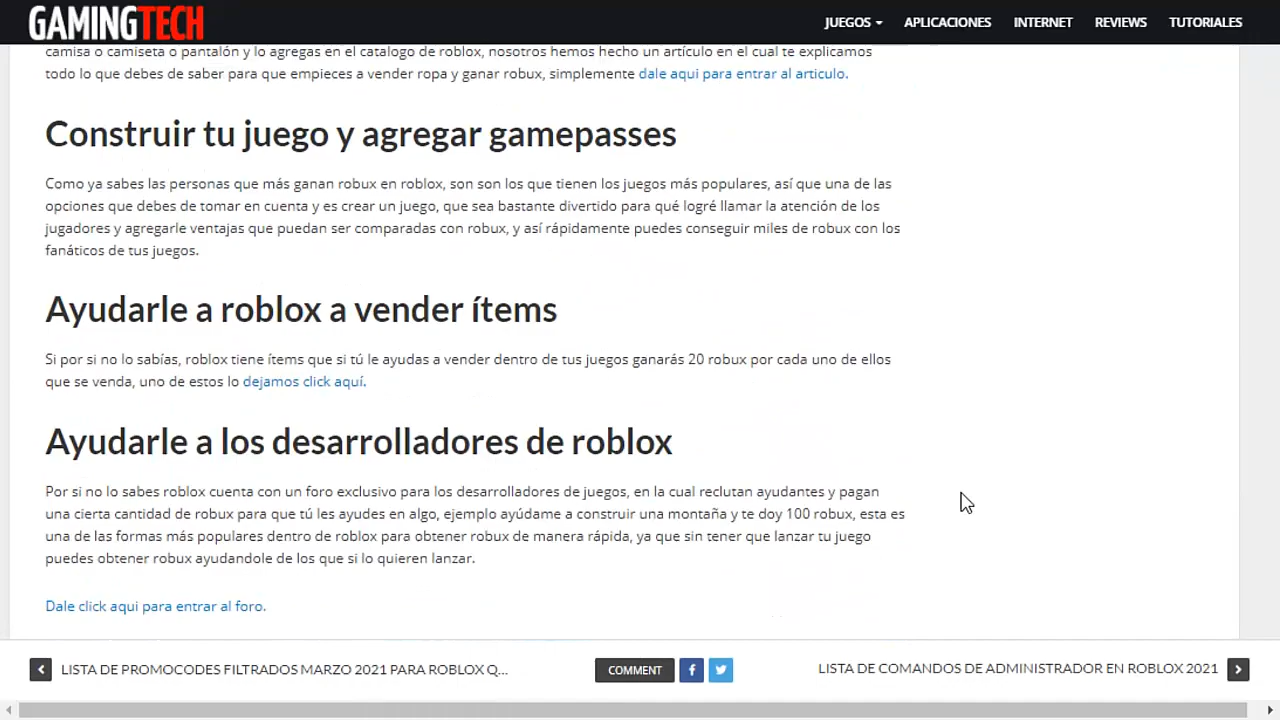 GAMINGTECH
JUEGOS APLICACIONES INTERNET REVIEWS TUTORIALES
camisa o camiseta o pantalón y lo agregas en el catalogo de roblox, nosotros hemos hecho un artículo en el cual te explicamos
todo lo que debes de saber para que empieces a vender ropa y ganar robux, simplemente dale aqui para entrar al articulo.
Construir tu juego y agregar gamepasses
Como ya sabes las personas que más ganan robux en roblox, son son los que tienen los juegos más populares, así que una de las
opciones que debes de tomar en cuenta y es crear un juego, que sea bastante divertido para qué logré llamar la atención de los
jugadores y agregarle ventajas que puedan ser comparadas con robux, y así rápidamente puedes conseguir miles de robux con los
fanáticos de tus juegos.
Ayudarle a roblox a vender ítems
Si por si no lo sabías, roblox tiene ítems que si tú le ayudas a vender dentro de tus juegos ganarás 20 robux por cada uno de ellos
que se venda, uno de estos lo dejamos click aquí.
Ayudarle a los desarrolladores de roblox
Por si no lo sabes roblox cuenta con un foro exclusivo para los desarrolladores de juegos, en la cual reclutan ayudantes y pagan
una cierta cantidad de robux para que tú les ayudes en algo, ejemplo ayúdame a construir una montaña y te doy 100 robux, esta es
una de las formas más populares dentro de roblox para obtener robux de manera rápida, ya que sin tener que lanzar tu juego
puedes obtener robux ayudandole de los que si lo quieren lanzar.
Dale click aqui para entrar al foro.
LISTA DE PROMOCODES FILTRADOS MARZO 2021 PARA ROBLOX Q...
COMMENT
LISTA DE COMANDOS DE ADMINISTRADOR EN ROBLOX 2021